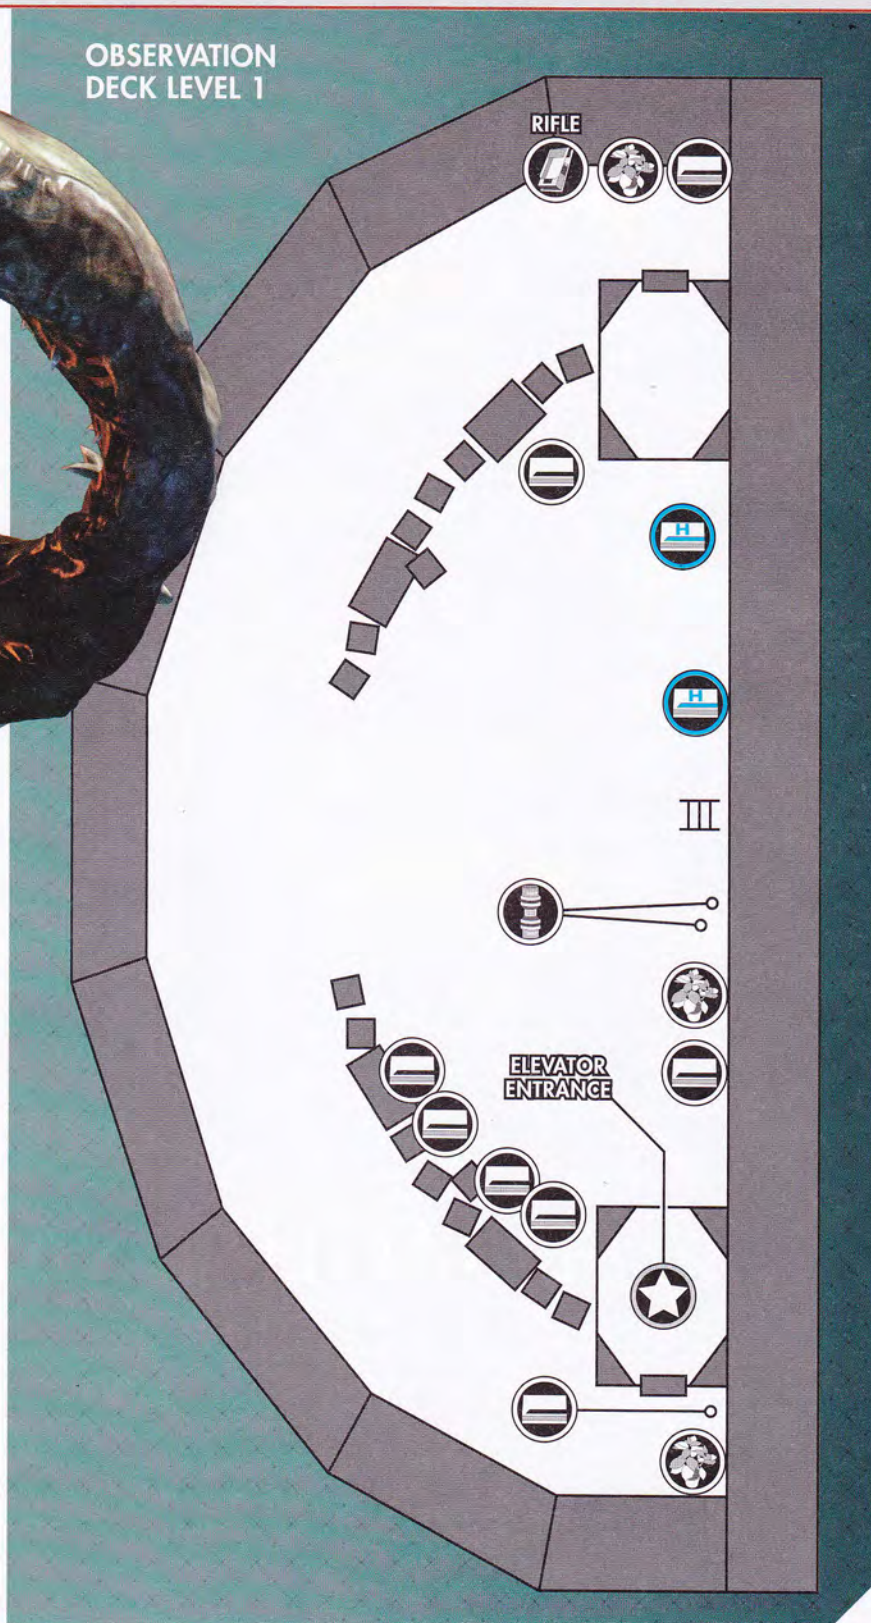 OBSERVATION
DECK LEVEL 1
RIFLE
H
H
ELEVATOR
ENTRANCE